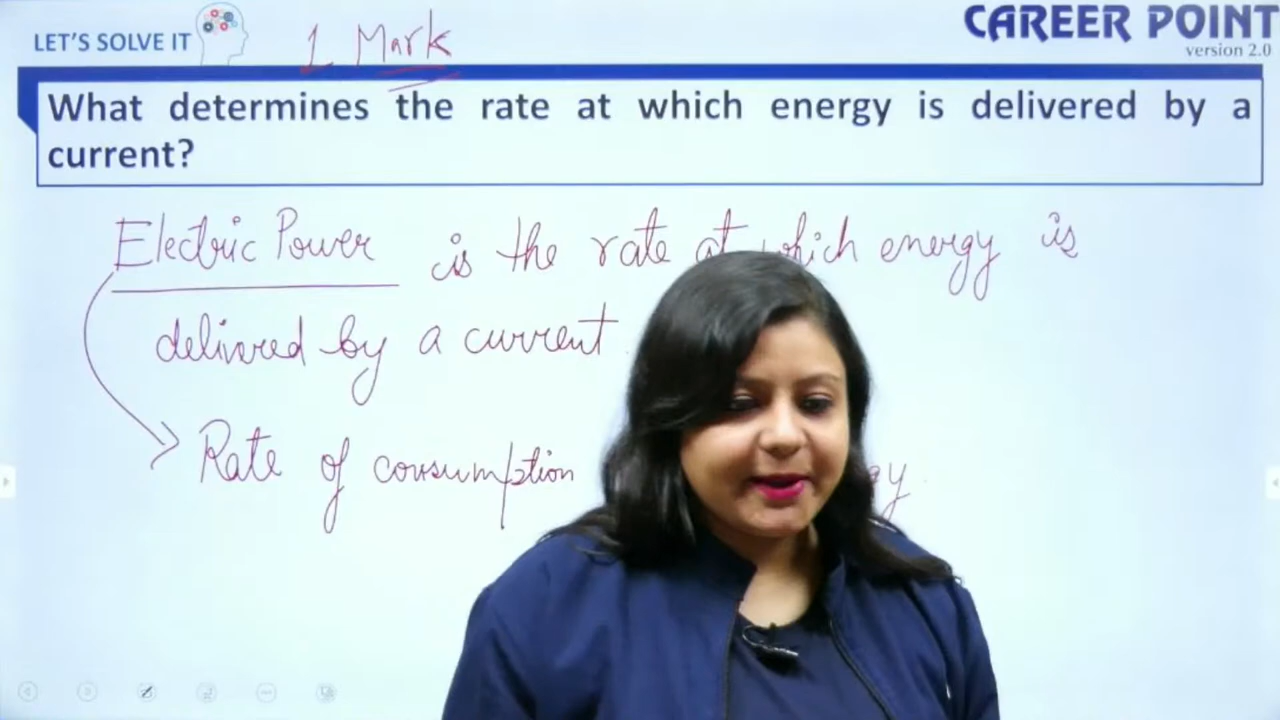 LET'S SOLVE IT
1 Mark
CAREER POINT
version 2.0
What determines the rate at which energy is delivered by a
current?
Electric Power is the rate at which energy is
delivered by a current
Rate of consumption